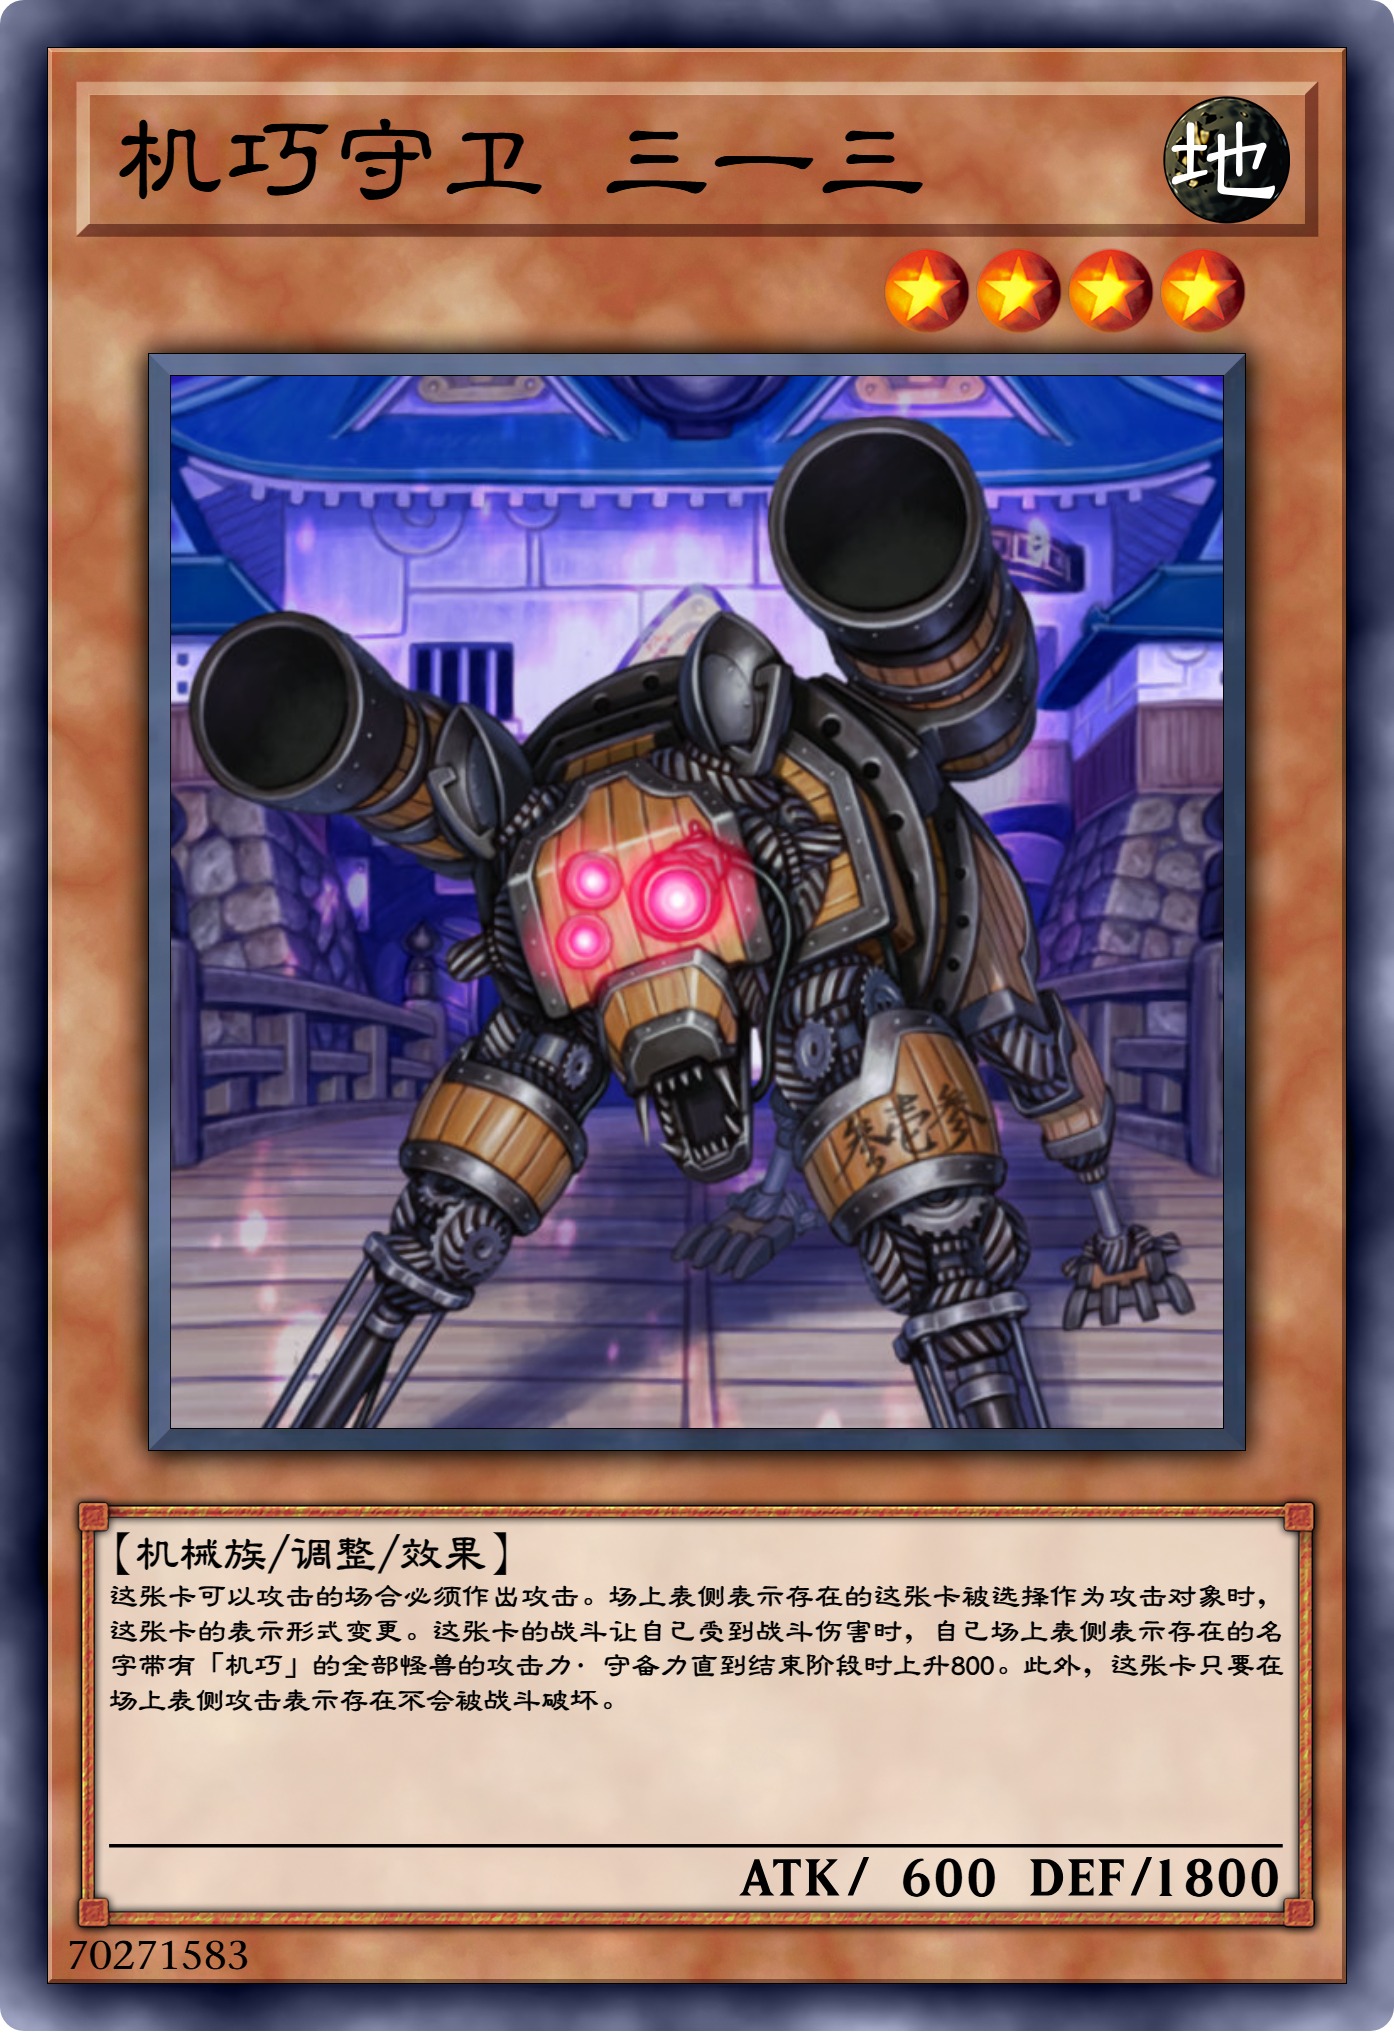 机巧守卫 三一三
地
【机械族/调整/效果】
这张卡可以攻击的场合必须作出攻击。场上表侧表示存在的这张卡被选择作为攻击对象时，
这张卡的表示形式变更。这张卡的战斗让自己受到战斗伤害时，自己场上表侧表示存在的名
字带有「机巧」的全部怪兽的攻击力·守备力直到结束阶段时上升800。此外，这张卡只要在
场上表侧攻击表示存在不会被战斗破坏。
参壱参
ATK/ 600 DEF/1800
70271583